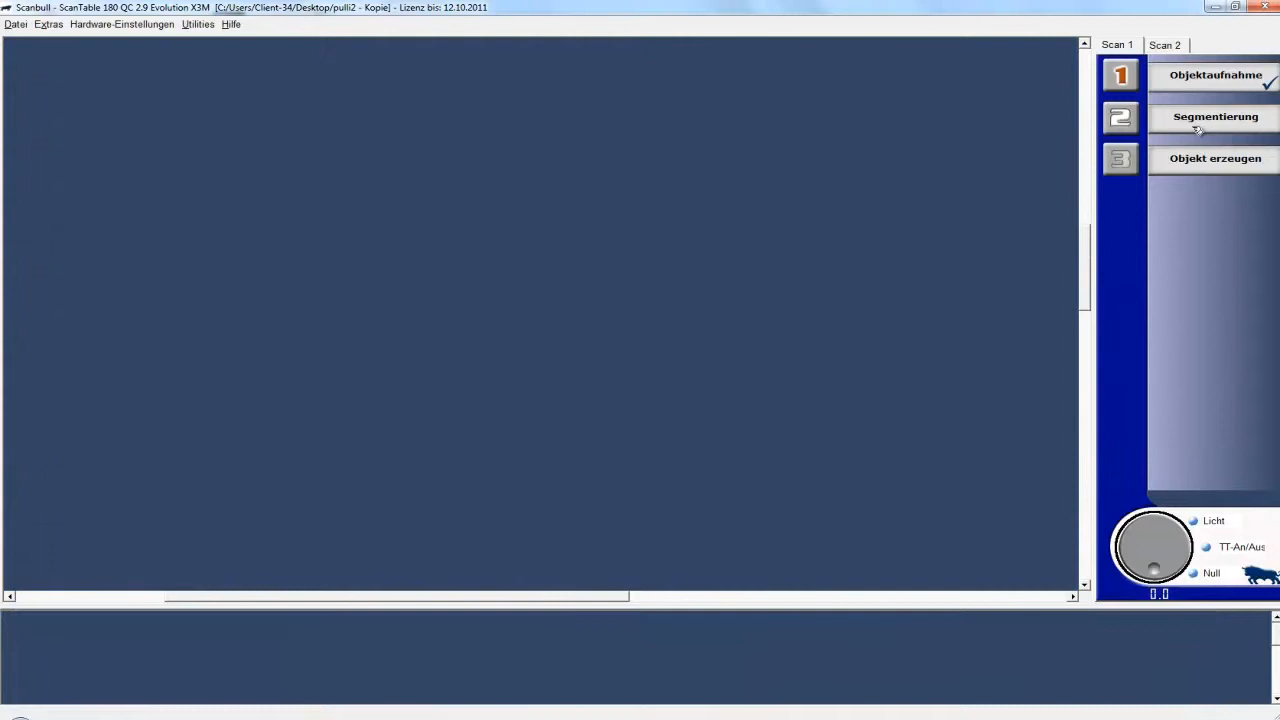 Scanbull - ScanTable 180 QC 2.9 Evolution X3M [C:/Users/Client-34/Desktop/pulli2 - Kopie] - Lizenz bis: 12.10.2011
Datei Extras Hardware-Einstellungen Utilities Hilfe
Scan 1 Scan 2
1 Objektaufnahme
2 Segmentierung
3 Objekt erzeugen
Licht
TT-An/Aus
Null
0.0